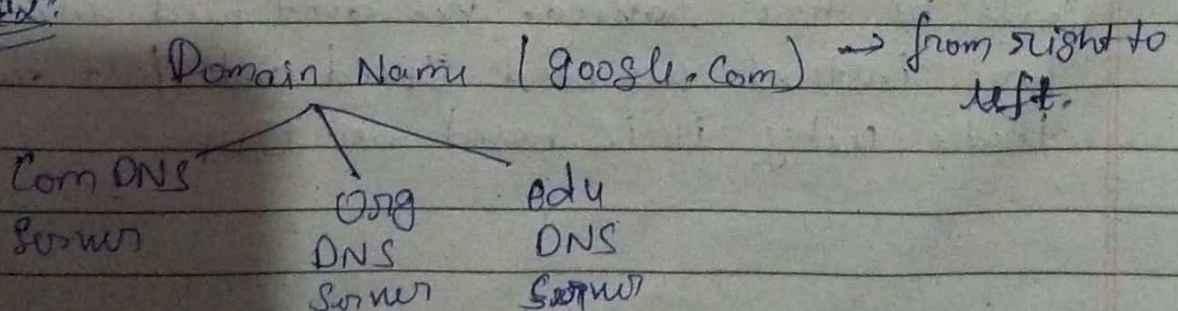 Domain Name (google.com) → from right to
left.
Com DNS
Server
Org
DNS
Server
edu
DNS
Server